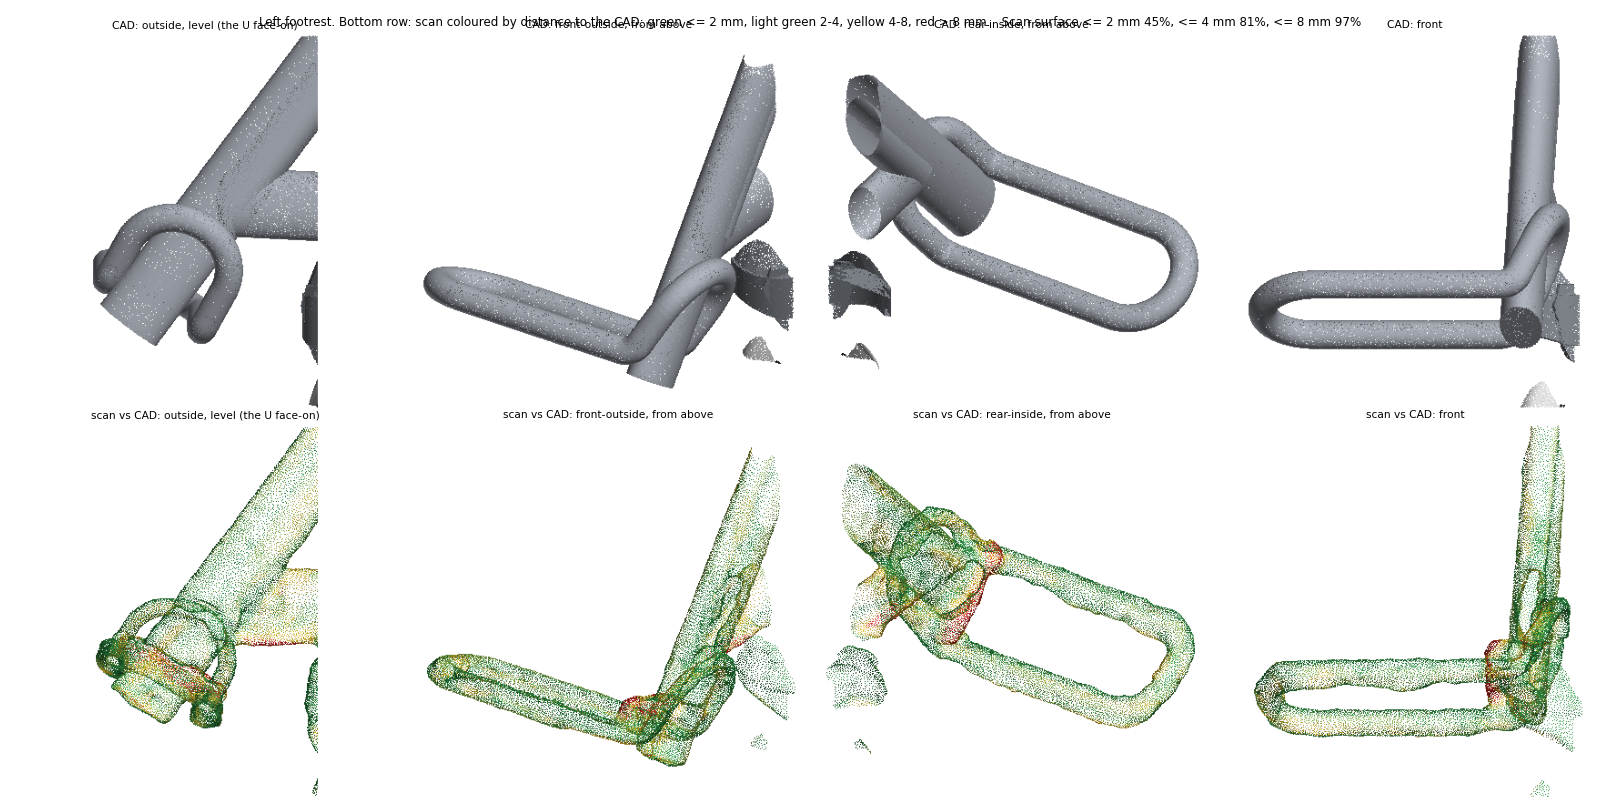 Left footrest. Bottom row: scan coloured by distance to the CAD, green <= 2 mm, light green 2-4, yellow 4-8, red > 8 mm. Scan surface <= 2 mm 45%, <= 4 mm 81%, <= 8 mm 97%
CAD: outside, level (the U face-on)
CAD: front-outside, from above
CAD: rear-inside, from above
CAD: front
scan vs CAD: outside, level (the U face-on)
scan vs CAD: front-outside, from above
scan vs CAD: rear-inside, from above
scan vs CAD: front